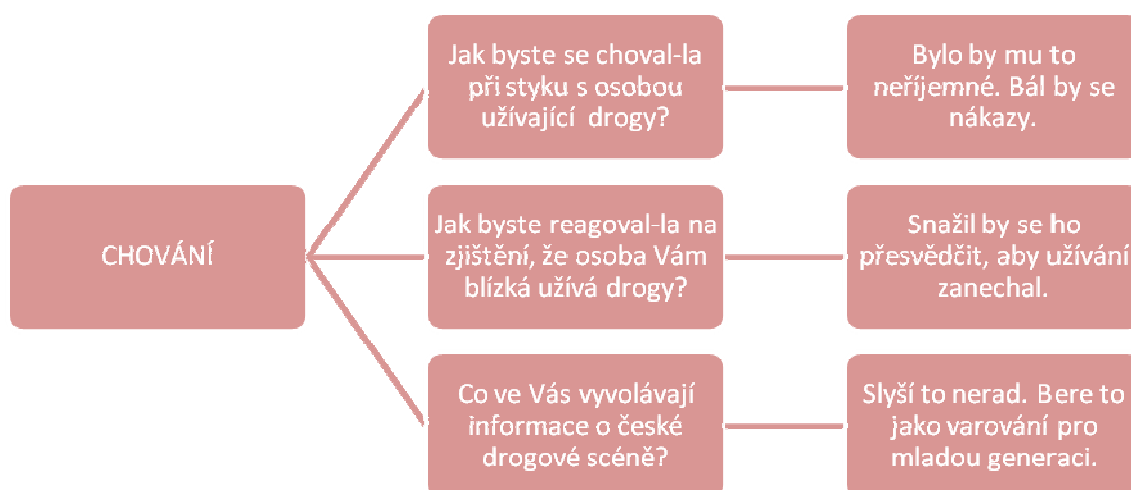 CHOVÁNÍ
Jak byste se choval-la
při styku s osobou
užívající drogy?
Bylo by mu to
neříjemné. Bál by se
nákazy.
Jak byste reagoval-la na
zjištění, že osoba Vám
blízká užívá drogy?
Snažil by se ho
přesvědčit, aby užívání
zanechal.
Co ve Vás vyvolávají
informace o české
drogové scéně?
Slyší to nerad. Bere to
jako varování pro
mladou generaci.